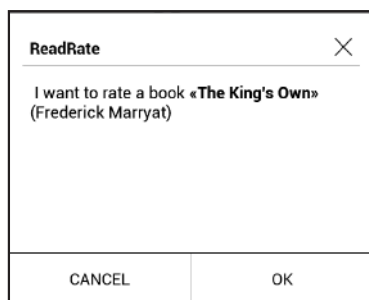 ReadRate
I want to rate a book «The King's Own»
(Frederick Marryat)
CANCEL
OK